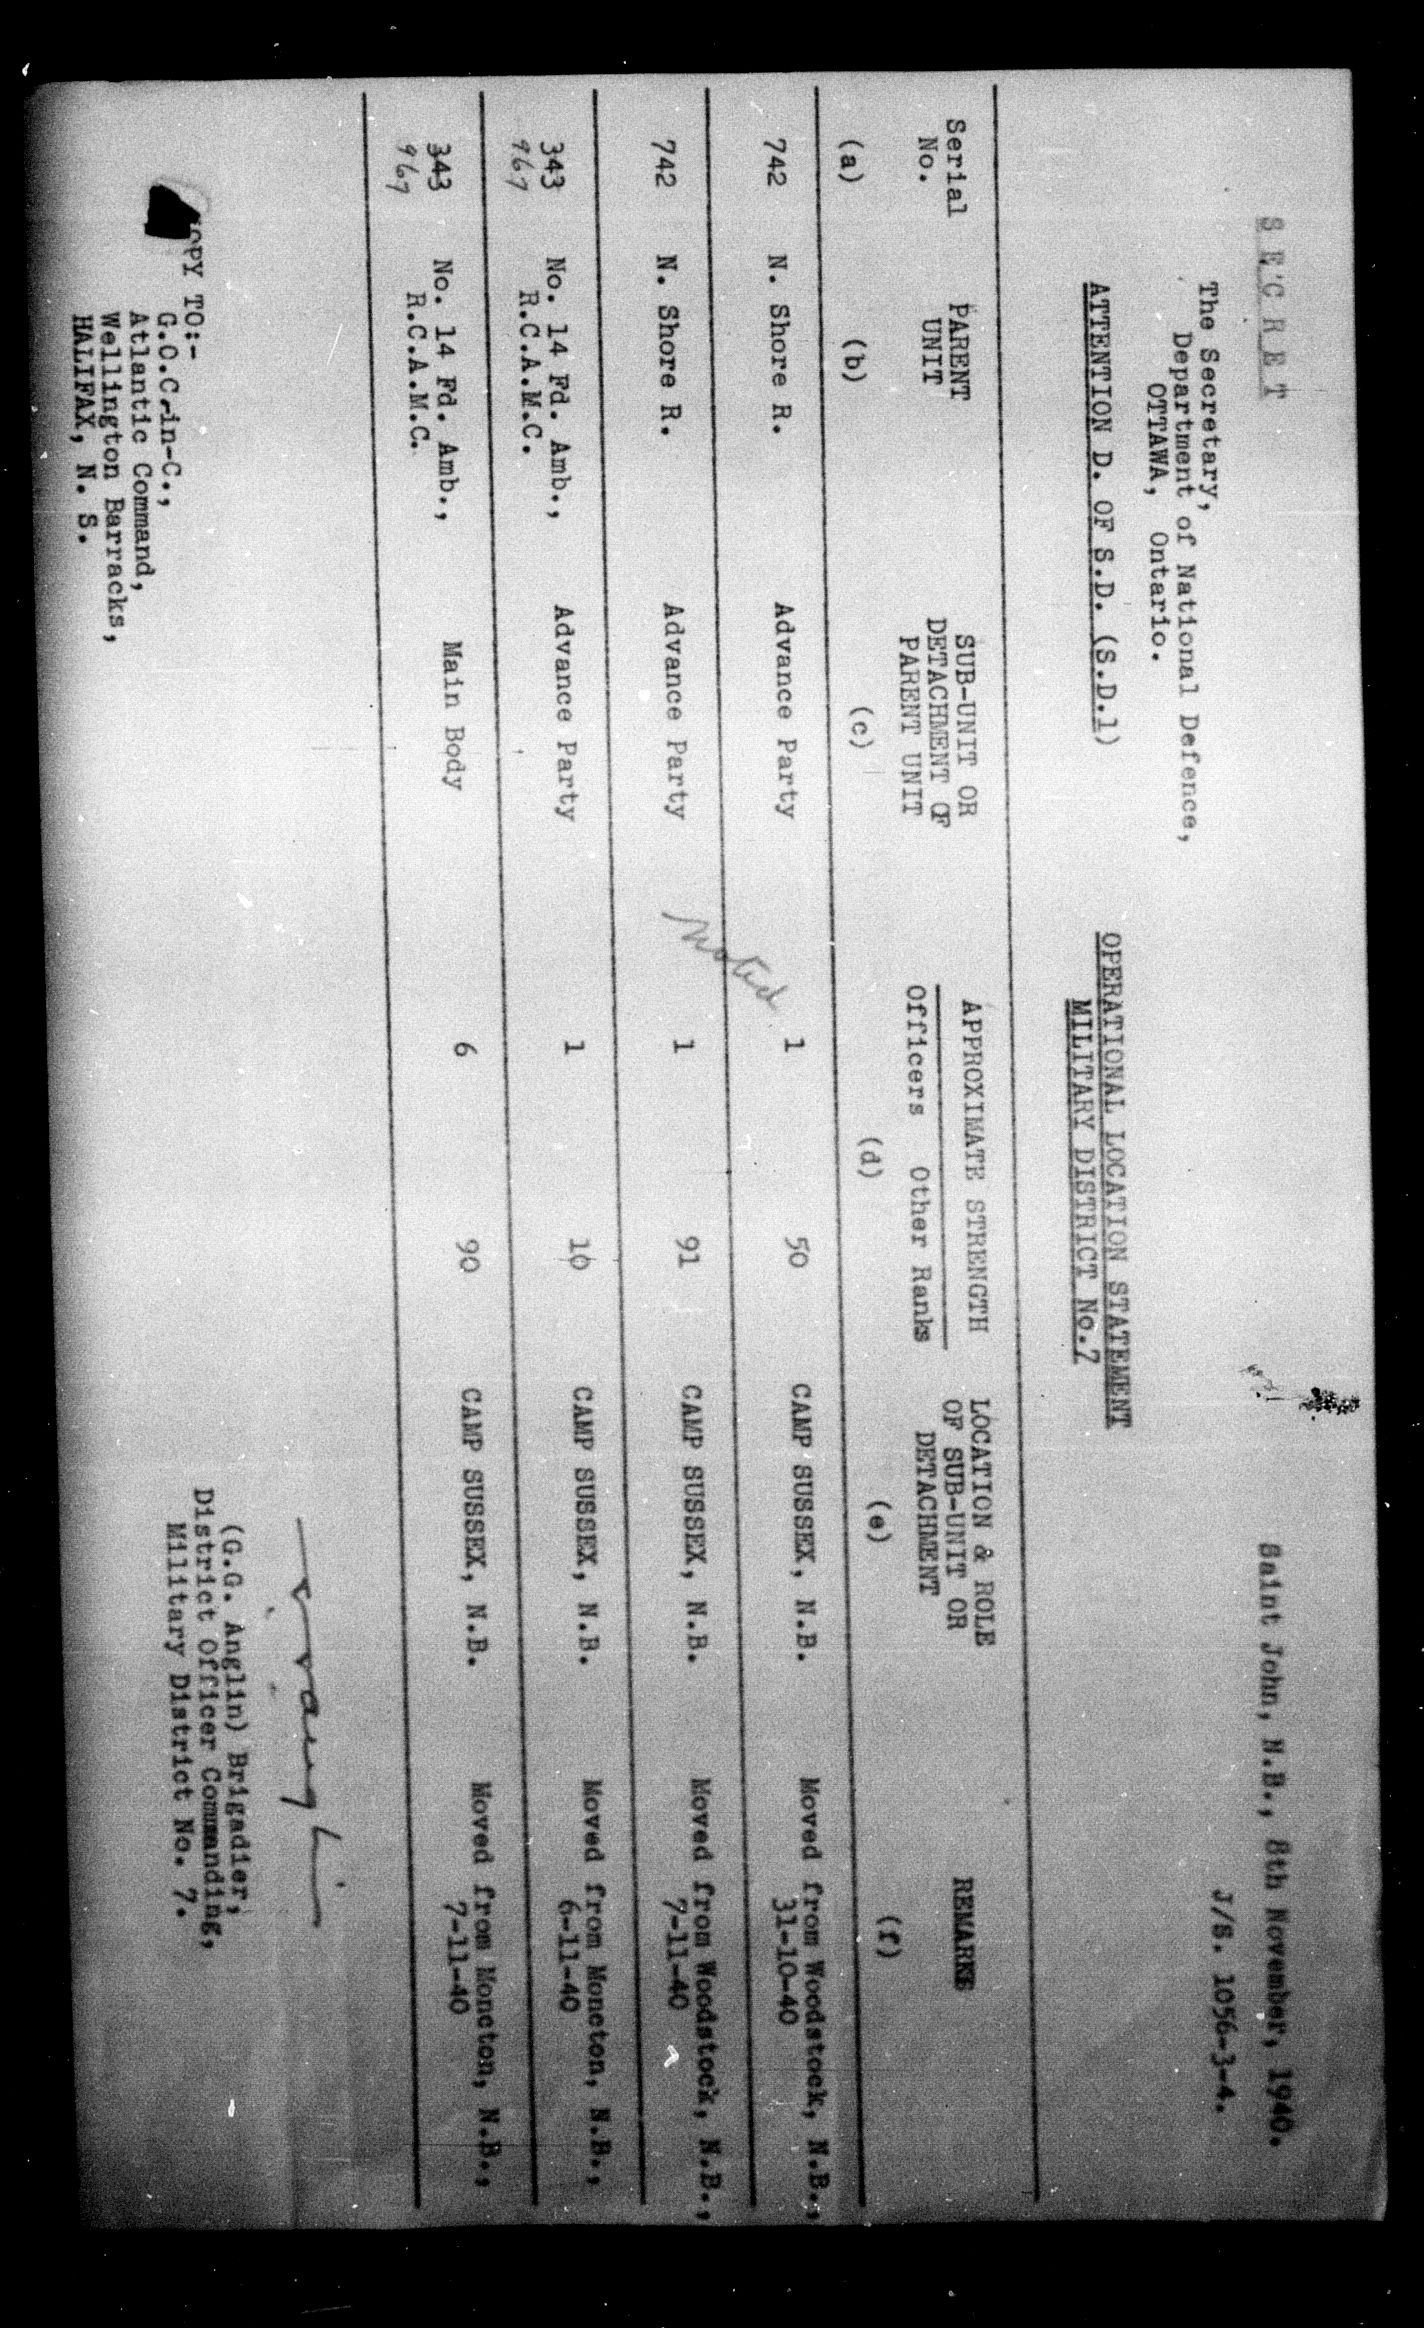 S E C R E T
Saint John, N.B., 8th November, 1940.
J/S. 1056-3-4.
The Secretary,
Department of National Defence,
OTTAWA, Ontario.
ATTENTION D. OF S.D. (S.D.1)
OPERATIONAL LOCATION STATEMENT
MILITARY DISTRICT No.7
Serial No. PARENT UNIT SUB-UNIT OR DETACHMENT OF PARENT UNIT APPROXIMATE STRENGTH Officers Other Ranks LOCATION & ROLE OF SUB-UNIT OR DETACHMENT REMARKS
(a) (b) (c) (d) (e) (f)
742 N. Shore R. Advance Party 1 50 CAMP SUSSEX, N.B. Moved from Woodstock, N.B.,
31-10-40
noted
742 N. Shore R. Advance Party 1 91 CAMP SUSSEX, N.B. Moved from Woodstock, N.B.,
7-11-40
343 No. 14 Fd. Amb., Advance Party 1 10 CAMP SUSSEX, N.B. Moved from Moncton, N.B.,
967 R.C.A.M.C. 6-11-40
343 No. 14 Fd. Amb., Main Body 6 90 CAMP SUSSEX, N.B. Moved from Moncton, N.B.,
967 R.C.A.M.C. 7-11-40
(G.G. Anglin) Brigadier,
District Officer Commanding,
Military District No. 7.
OPY TO:-
G.O.C.-in-C.,
Atlantic Command,
Wellington Barracks,
HALIFAX, N. S.